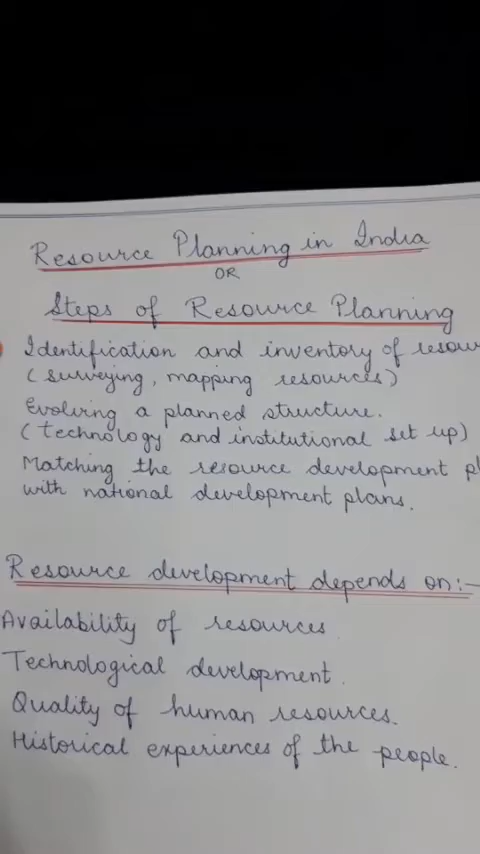 Resource Planning in India
OR
Steps of Resource Planning
Identification and inventory of
(surveying, mapping resources)
Evolving a planned structure.
(technology and institutional set up)
Matching the resource development
with national development plans.
Resource development depends on:-
Availability of resources.
Technological development.
Quality of human resources.
Historical experiences of the people.